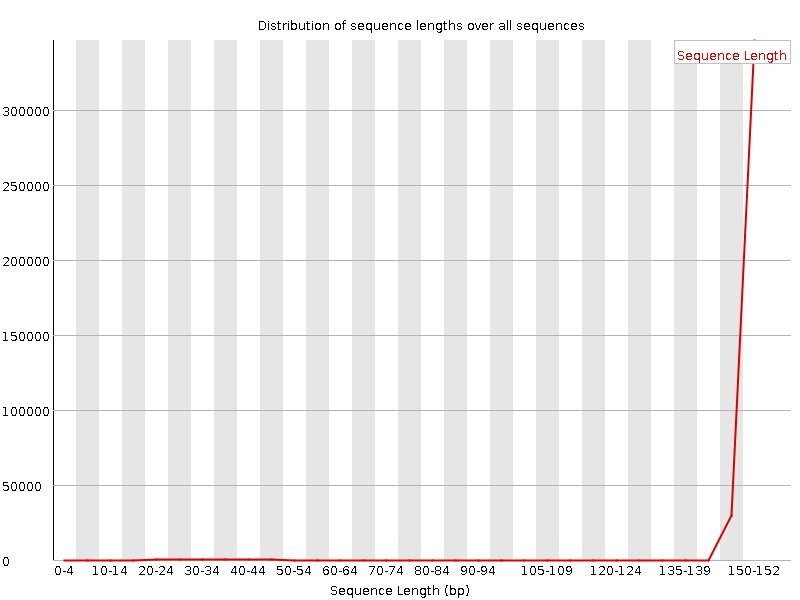 Distribution of sequence lengths over all sequences
Sequence Length
300000
250000
200000
150000
100000
50000
0
0-4 10-14 20-24 30-34 40-44 50-54 60-64 70-74 80-84 90-94 105-109 120-124 135-139 150-152
Sequence Length (bp)